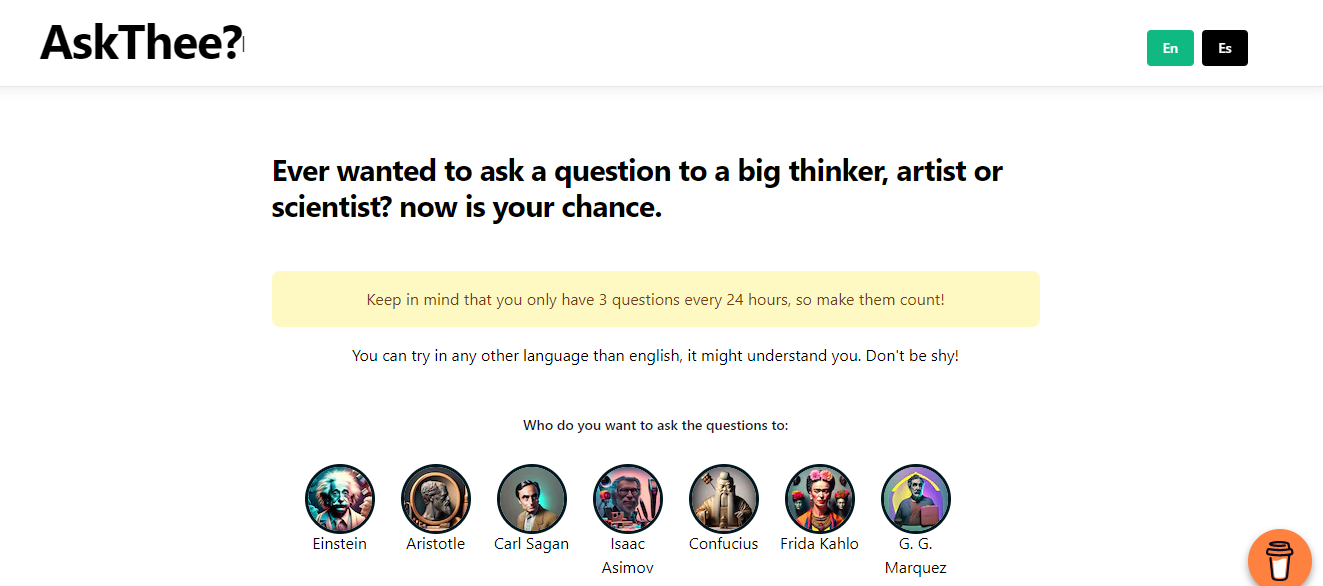 AskThee?
En
Es
Ever wanted to ask a question to a big thinker, artist or
scientist? now is your chance.
Keep in mind that you only have 3 questions every 24 hours, so make them count!
You can try in any other language than english, it might understand you. Don't be shy!
Who do you want to ask the questions to:
Einstein
Aristotle
Carl Sagan
Isaac
Asimov
Confucius
Frida Kahlo
G. G.
Marquez